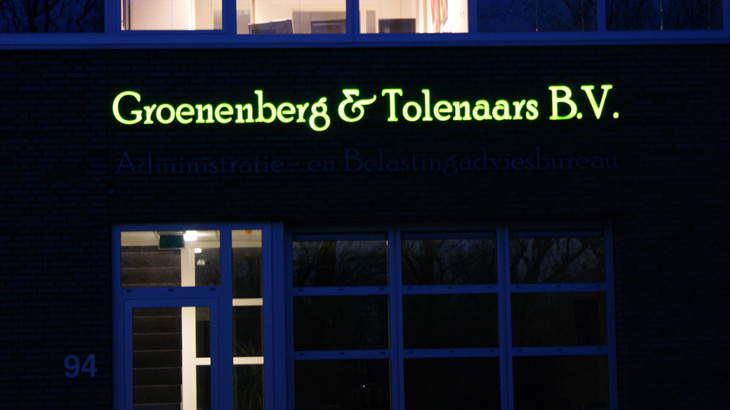 Groenenberg & Tolenaars B.V.
Administratie- en Belastingadviesbureau
94